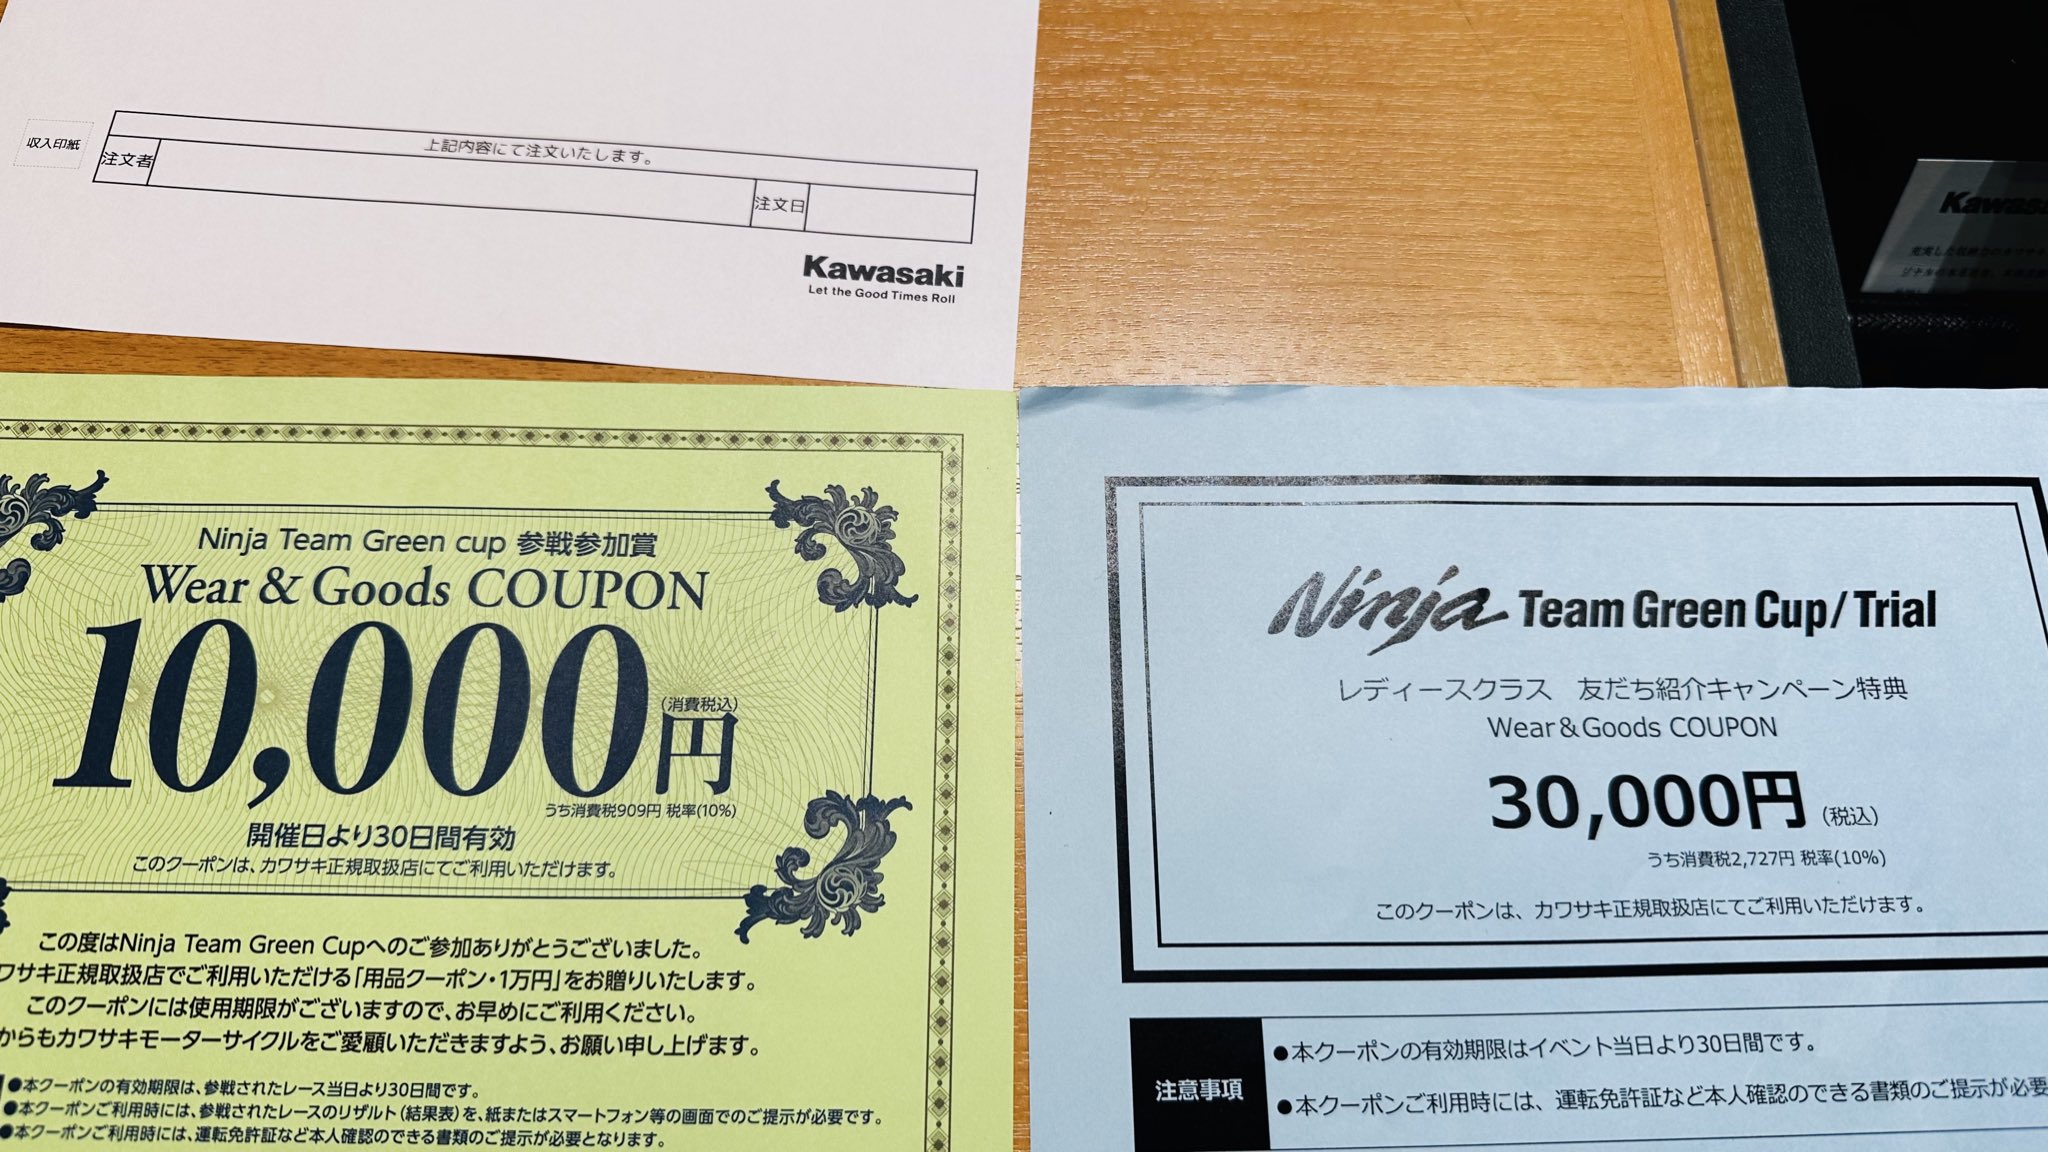 収入印紙
上記内容にて注文いたします。
注文者
注文日
Kawasaki
Let the Good Times Roll
Ninja Team Green cup 参戦参加賞
Wear & Goods COUPON
10,000円
(消費税込)
うち消費税909円 税率(10%)
開催日より30日間有効
このクーポンは、カワサキ正規取扱店にてご利用いただけます。
この度はNinja Team Green Cupへのご参加ありがとうございました。
ワサキ正規取扱店でご利用いただける「用品クーポン・1万円」をお贈りいたします。
このクーポンには使用期限がございますので、お早めにご利用ください。
からもカワサキモーターサイクルをご愛顧いただきますよう、お願い申し上げます。
●本クーポンの有効期限は、参戦されたレース当日より30日間です。
●本クーポンご利用時には、参戦されたレースのリザルト（結果表）を、紙またはスマートフォン等の画面でのご提示が必要です。
●本クーポンご利用時には、運転免許証など本人確認のできる書類のご提示が必要となります。
Ninja Team Green Cup/Trial
レディースクラス 友だち紹介キャンペーン特典
Wear&Goods COUPON
30,000円 (税込)
うち消費税2,727円 税率(10%)
このクーポンは、カワサキ正規取扱店にてご利用いただけます。
注意事項
●本クーポンの有効期限はイベント当日より30日間です。
●本クーポンご利用時には、運転免許証など本人確認のできる書類のご提示が必要
Kawasa